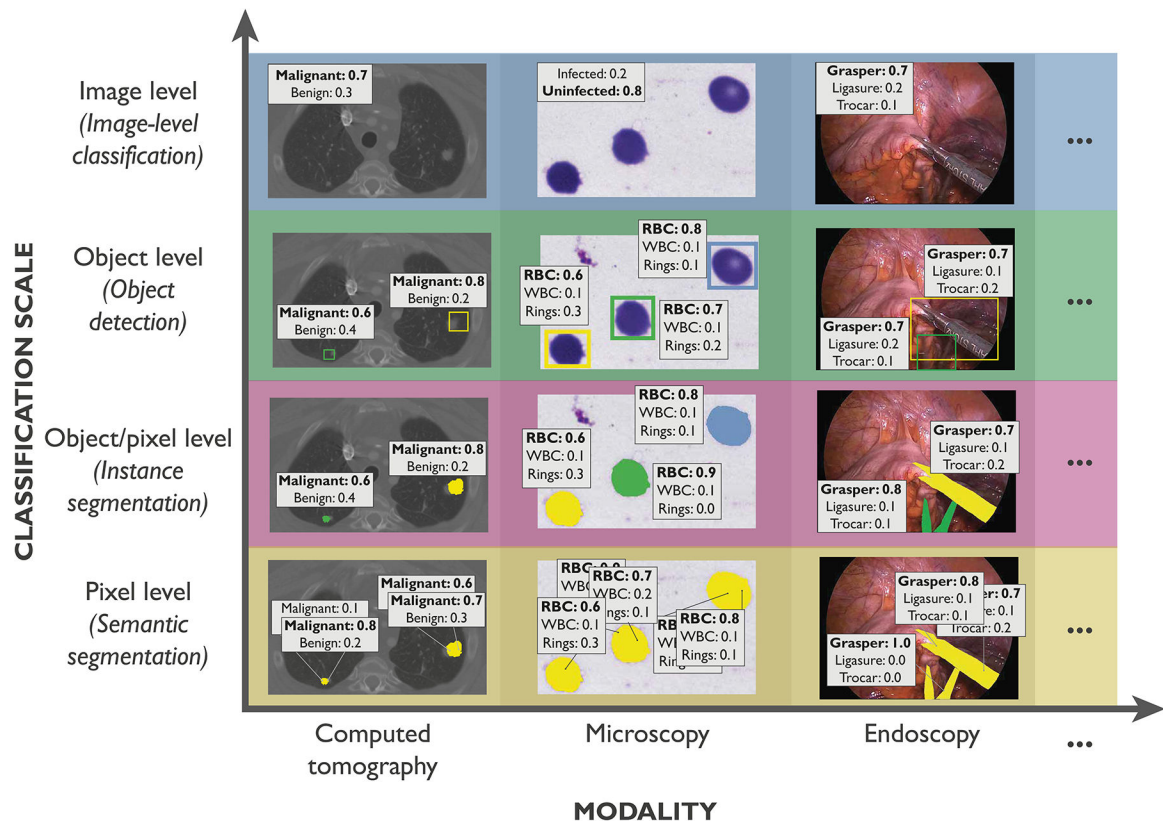 CLASSIFICATION SCALE
Image level
(Image-level
classification)
Malignant: 0.7
Benign: 0.3
Infected: 0.2
Uninfected: 0.8
Grasper: 0.7
Ligasure: 0.2
Trocar: 0.1
...
Object level
(Object
detection)
Malignant: 0.8
Benign: 0.2
Malignant: 0.6
Benign: 0.4
RBC: 0.8
WBC: 0.1
Rings: 0.1
RBC: 0.6
WBC: 0.1
Rings: 0.3
RBC: 0.7
WBC: 0.1
Rings: 0.2
Grasper: 0.7
Ligasure: 0.1
Trocar: 0.2
Grasper: 0.7
Ligasure: 0.2
Trocar: 0.1
...
Object/pixel level
(Instance
segmentation)
Malignant: 0.8
Benign: 0.2
Malignant: 0.6
Benign: 0.4
RBC: 0.8
WBC: 0.1
Rings: 0.1
RBC: 0.6
WBC: 0.1
Rings: 0.3
RBC: 0.9
WBC: 0.1
Rings: 0.0
Grasper: 0.7
Ligasure: 0.1
Trocar: 0.2
Grasper: 0.8
Ligasure: 0.1
Trocar: 0.1
...
Pixel level
(Semantic
segmentation)
Malignant: 0.6
Malignant: 0.7
Benign: 0.3
Malignant: 0.1
Malignant: 0.8
Benign: 0.2
WBC:
RBC: 0.7
WBC: 0.2
Rings: 0.1
RBC: 0.6
WBC: 0.1
Rings: 0.3
RBC: 0.8
WBC: 0.1
Rings: 0.1
Grasper: 0.8
Ligasure: 0.1
Trocar: 0.1
0.7
0.1
Trocar: 0.2
Grasper: 1.0
Ligasure: 0.0
Trocar: 0.0
...
Computed
tomography
Microscopy
Endoscopy
...
MODALITY